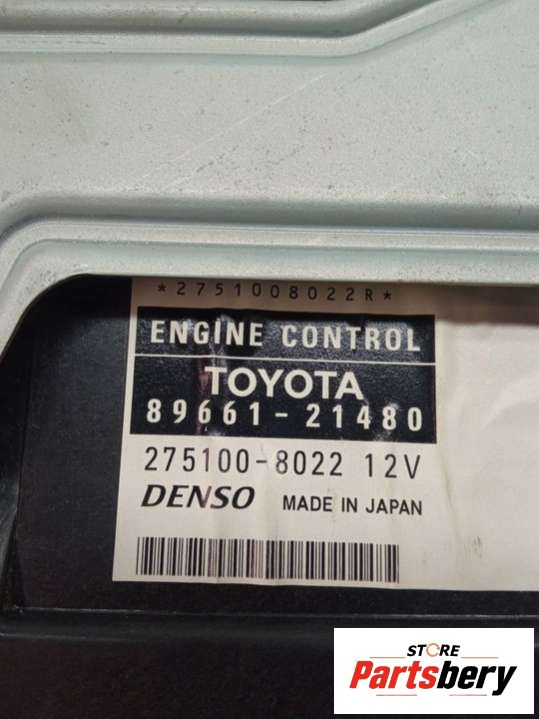 *2751008022R*
ENGINE CONTROL
TOYOTA
89661-21480
275100-8022 12V
DENSO MADE IN JAPAN
STORE
Partsbery